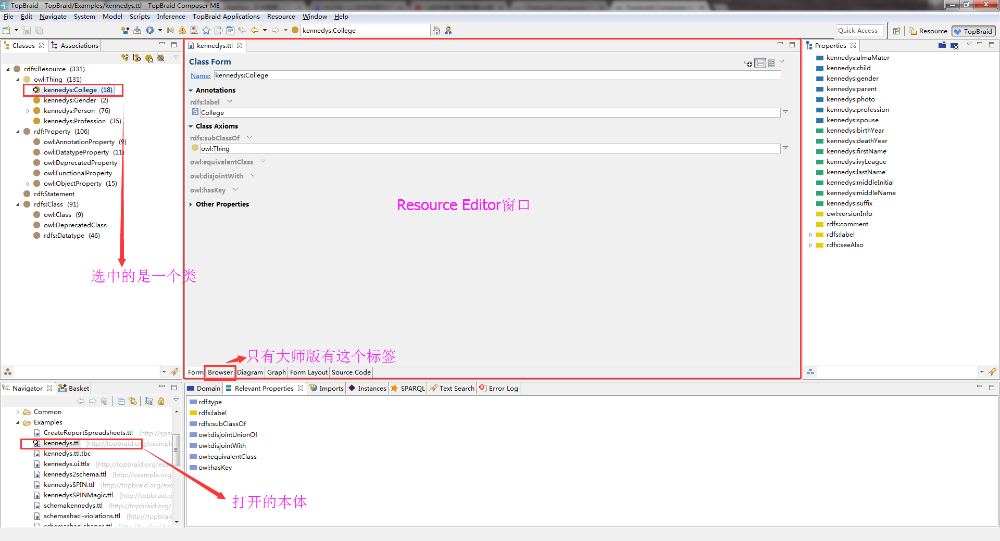 TopBraid - TopBraid/Examples/kennedys.ttl - TopBraid Composer ME
File Edit Navigate System Model Scripts Inference TopBraid Applications Resource Window Help
kennedys:College
Quick Access
Resource
TopBraid
Classes
Associations
rdfs:Resource (331)
owl:Thing (131)
kennedys:College (18)
kennedys:Gender (2)
kennedys:Person (76)
kennedys:Profession (35)
rdf:Property (106)
owl:AnnotationProperty (9)
owl:DatatypeProperty (11)
owl:DeprecatedProperty
owl:FunctionalProperty
owl:ObjectProperty (15)
rdf:Statement
rdfs:Class (91)
owl:Class (9)
owl:DeprecatedClass
rdfs:Datatype (46)
选中的是一个类
kennedys.ttl
Class Form
Name: kennedys:College
Annotations
rdfs:label
S College
Class Axioms
rdfs:subClassOf
owl:Thing
owl:equivalentClass
owl:disjointWith
owl:hasKey
Other Properties
Resource Editor窗口
只有大师版有这个标签
Form Browser Diagram Graph Form Layout Source Code
Properties
kennedys:almaMater
kennedys:child
kennedys:gender
kennedys:parent
kennedys:photo
kennedys:profession
kennedys:spouse
kennedys:birthYear
kennedys:deathYear
kennedys:firstName
kennedys:ivyLeague
kennedys:lastName
kennedys:middleInitial
kennedys:middleName
kennedys:suffix
owl:versionInfo
rdfs:comment
rdfs:label
rdfs:seeAlso
Navigator
Basket
Common
Examples
CreateReportSpreadsheets.ttl [http://spa
kennedys.ttl [http://topbraid.org/example
kennedys.ttl.tbc
kennedys.ui.ttlx [http://topbraid.org/exa
kennedys2schema.ttl [http://example.org,
kennedysSPIN.ttl [http://topbraid.org/exa
kennedysSPINMagic.ttl [http://topbraid.o
schemakennedys.ttl [http://topbraid.org/
schemashacl-violations.ttl [http://topbraid
Domain Relevant Properties Imports Instances SPARQL Text Search Error Log
rdf:type
rdfs:label
rdfs:subClassOf
owl:disjointUnionOf
owl:disjointWith
owl:equivalentClass
owl:hasKey
打开的本体